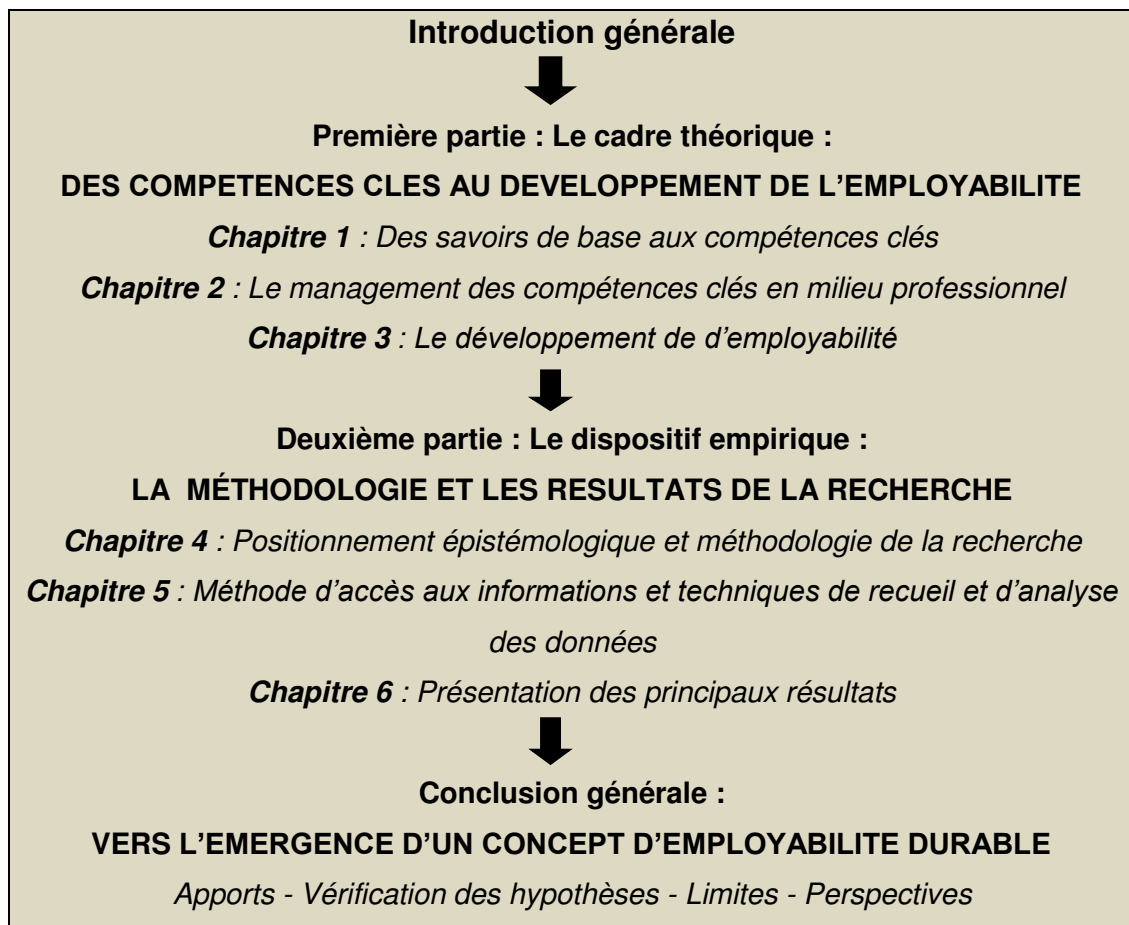 Introduction générale
Première partie : Le cadre théorique :
DES COMPETENCES CLES AU DEVELOPPEMENT DE L’EMPLOYABILITE
Chapitre 1 : Des savoirs de base aux compétences clés
Chapitre 2 : Le management des compétences clés en milieu professionnel
Chapitre 3 : Le développement de d’employabilité
Deuxième partie : Le dispositif empirique :
LA MÉTHODOLOGIE ET LES RESULTATS DE LA RECHERCHE
Chapitre 4 : Positionnement épistémologique et méthodologie de la recherche
Chapitre 5 : Méthode d’accès aux informations et techniques de recueil et d’analyse
des données
Chapitre 6 : Présentation des principaux résultats
Conclusion générale :
VERS L’EMERGENCE D’UN CONCEPT D’EMPLOYABILITE DURABLE
Apports - Vérification des hypothèses - Limites - Perspectives